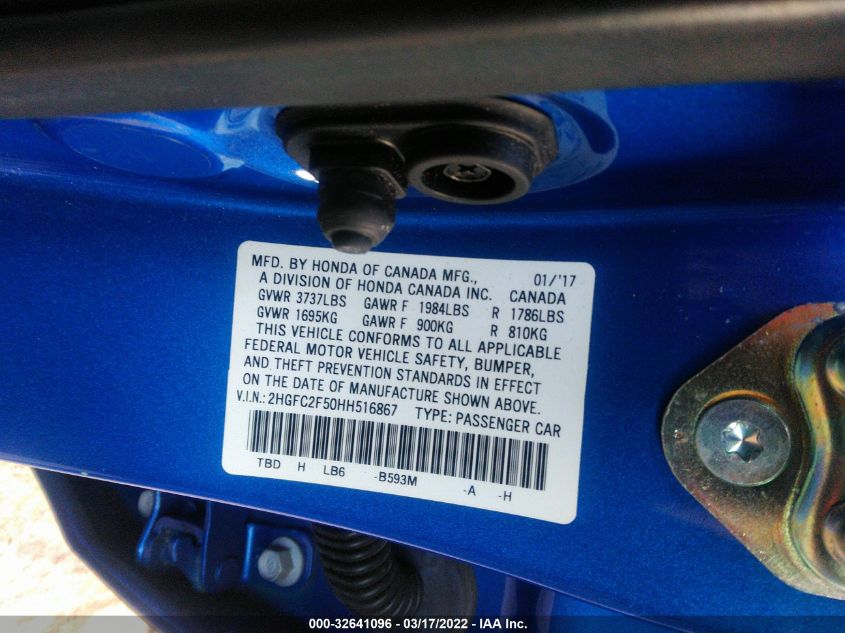 MFD. BY HONDA OF CANADA MFG., 01/'17
A DIVISION OF HONDA CANADA INC. CANADA
GVWR 3737LBS GAWR F 1984LBS R 1786LBS
GVWR 1695KG GAWR F 900KG R 810KG
THIS VEHICLE CONFORMS TO ALL APPLICABLE
FEDERAL MOTOR VEHICLE SAFETY, BUMPER,
AND THEFT PREVENTION STANDARDS IN EFFECT
ON THE DATE OF MANUFACTURE SHOWN ABOVE.
V.I.N.: 2HGFC2F50HH516867 TYPE: PASSENGER CAR
TBD H LB6 -B593M -A -H
000-32641096 - 03/17/2022 - IAA Inc.